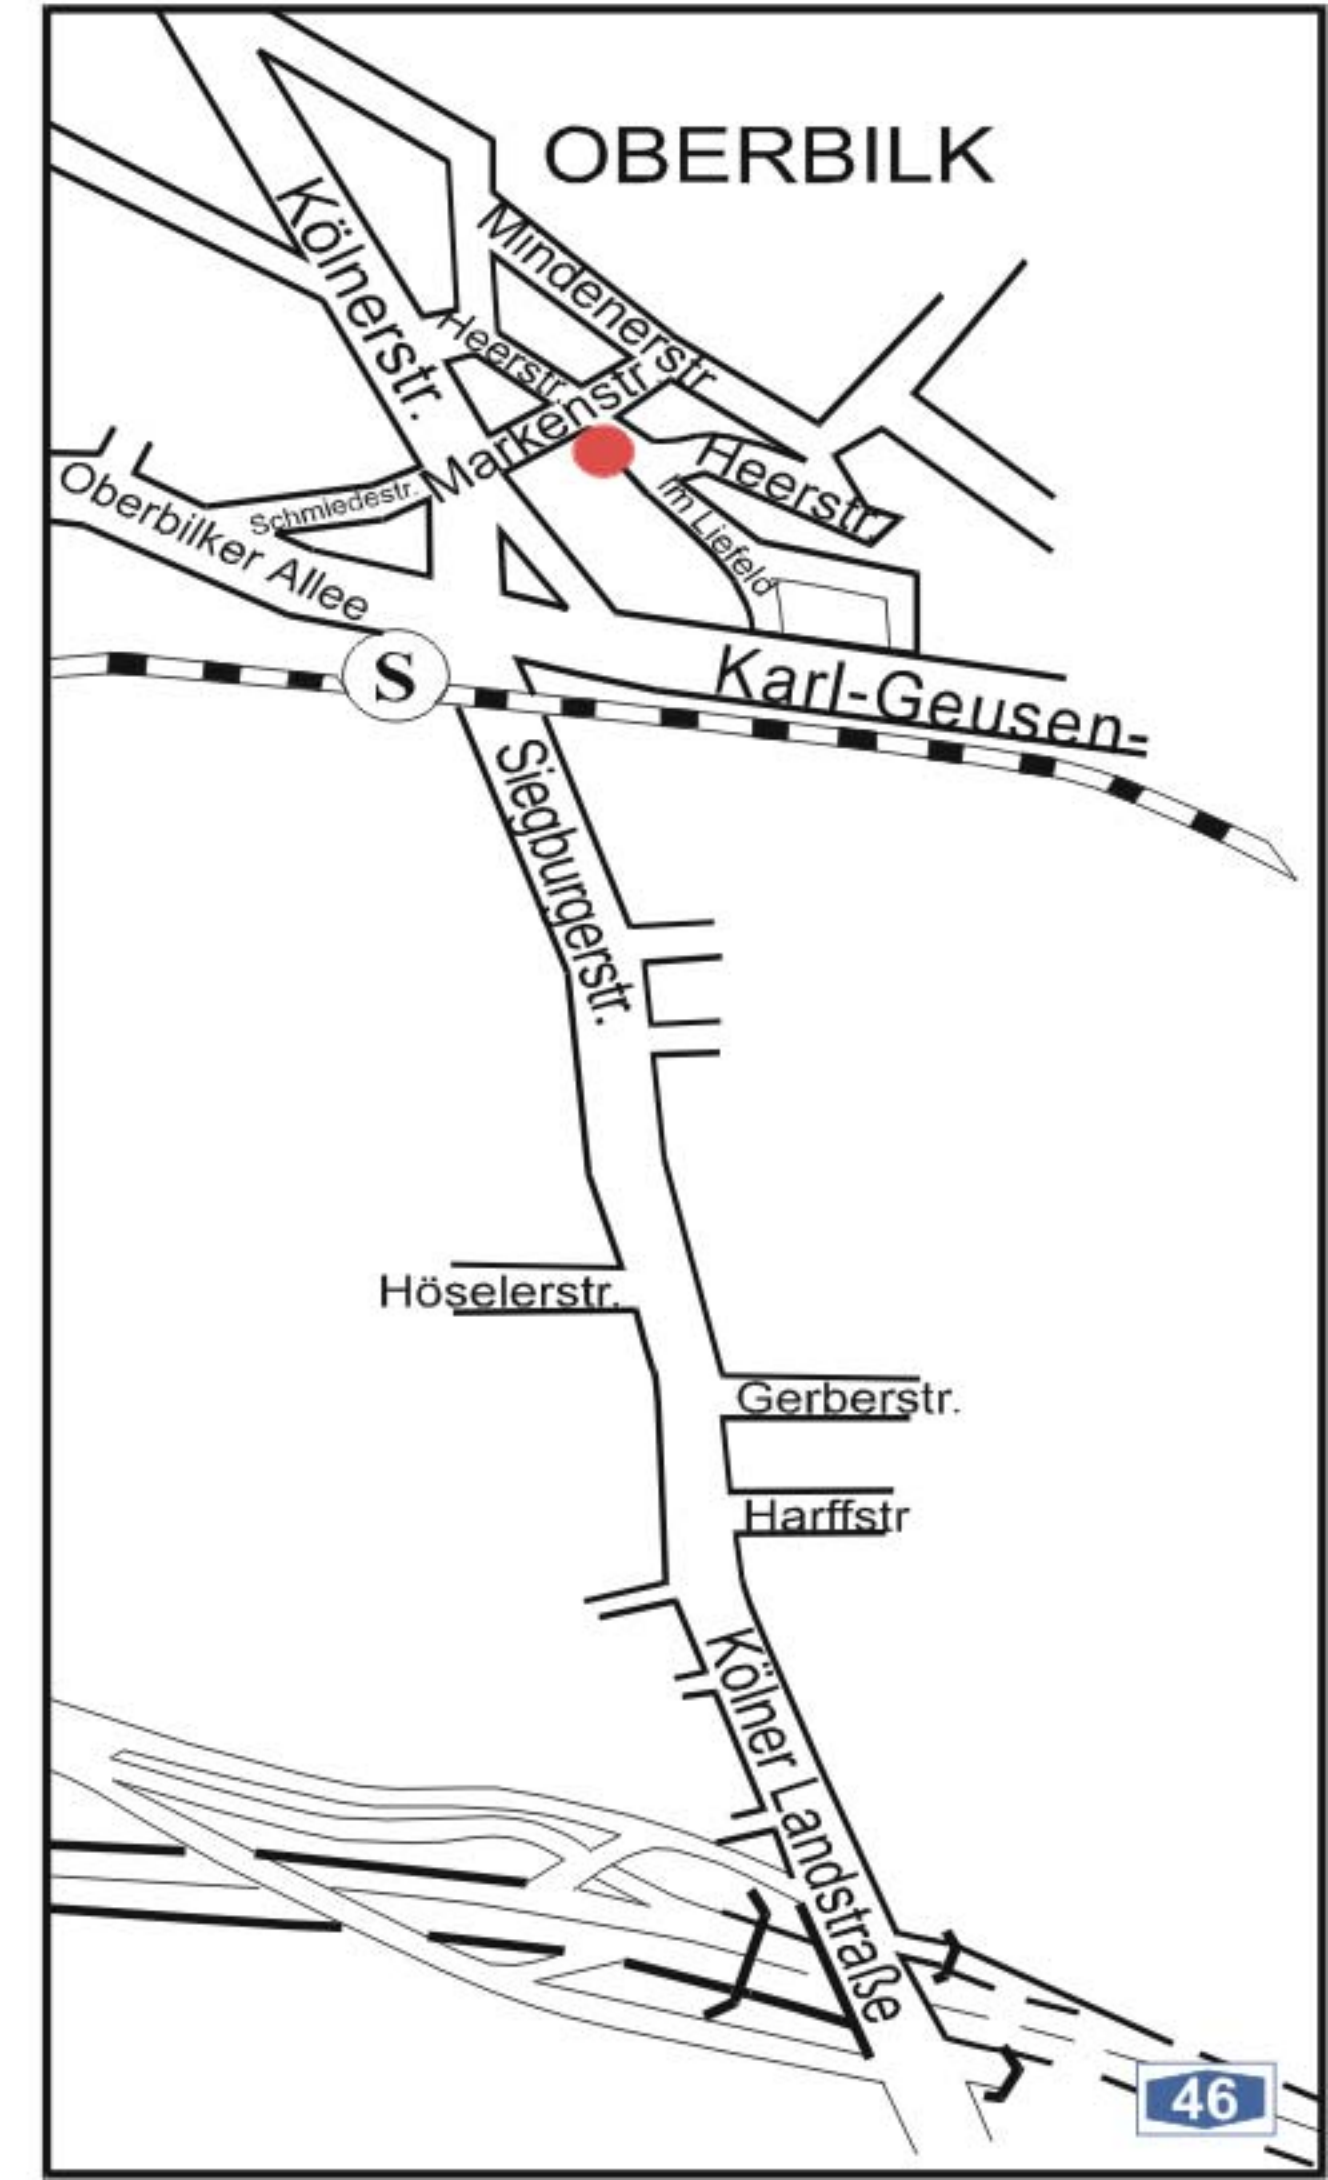 OBERBILK
Kölnerstr.
Mindenerstr.
Heerstr.
Markenstr.
Heerstr.
Im Liefeld
Schmiedestr.
Oberbilker Allee
S
Karl-Geusen-
Siegburgerstr.
Höselerstr.
Gerberstr.
Harffstr
Kölner Landstraße
46